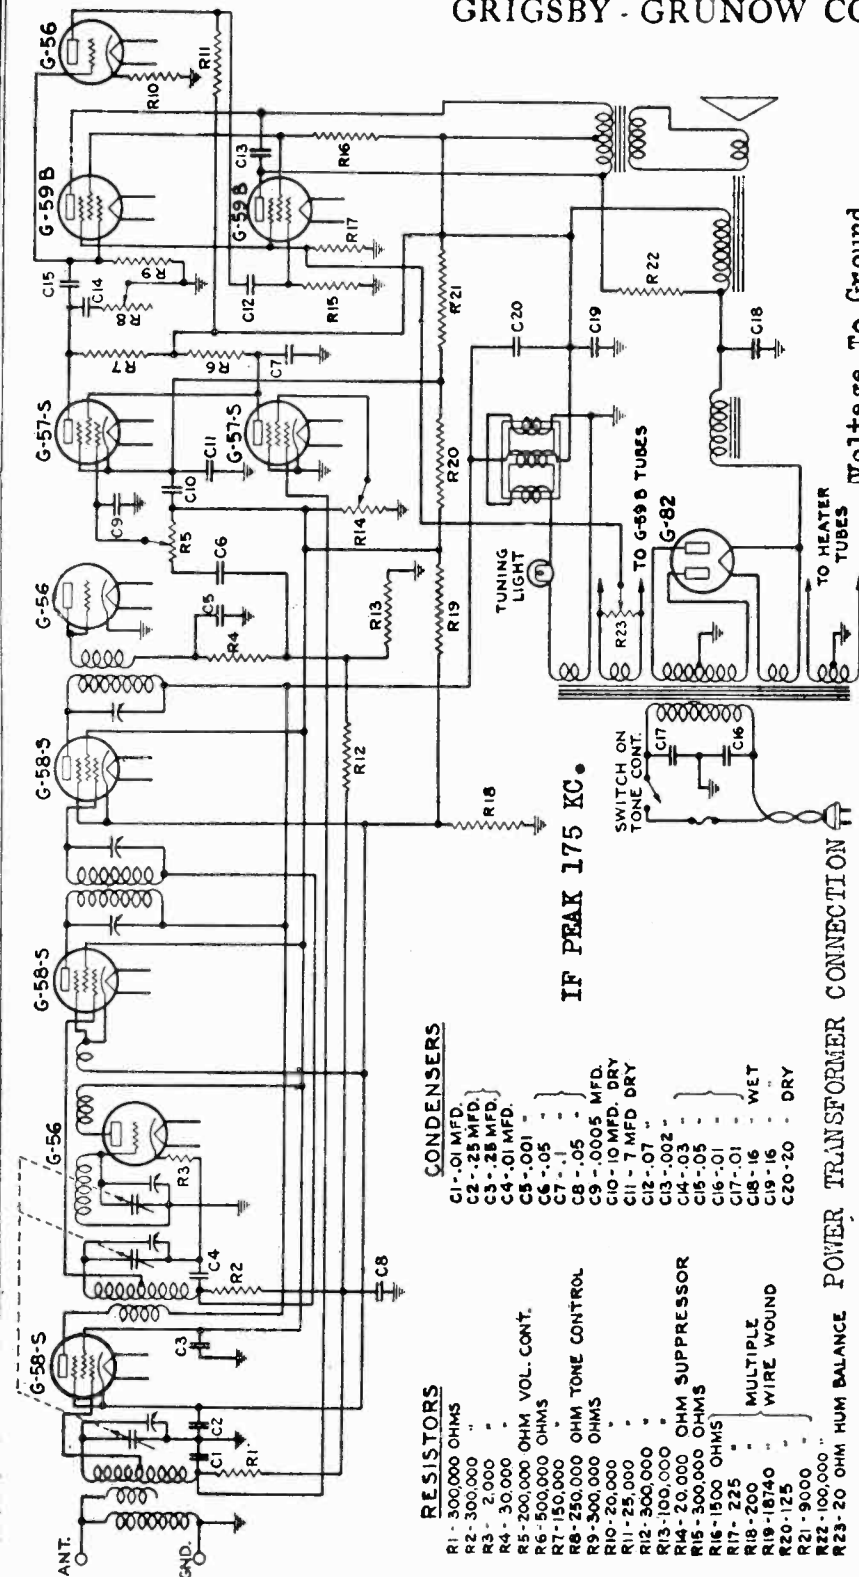 GRIGSBY - GRUNOW CO
ANT.
GND.
G-58-S
G-56
G-58-S
G-58-S
G-56
G-57-S
G-57-S
G-59B
G-59B
G-56
C1
C2
R1
C3
C4
R2
R3
C8
R12
R18
C5
R4
R13
R19
C6
R5
C9
C10
C11
R14
R20
R7
R6
C7
C15
C14
R8
R9
C12
R15
R17
R21
C13
R16
R10
R11
C20
C19
R22
C18
TUNING
LIGHT
R23
TO G-59 B TUBES
G-82
TO HEATER
TUBES
SWITCH ON
TONE CONT.
C17
C16
IF PEAK 175 KC.
RESISTORS
R1 - 300,000 OHMS
R2 - 300,000 "
R3 - 2,000 "
R4 - 30,000 "
R5 - 200,000 OHM VOL. CONT.
R6 - 500,000 OHMS
R7 - 150,000 "
R8 - 250,000 OHM TONE CONTROL
R9 - 300,000 OHMS
R10 - 20,000 "
R11 - 25,000 "
R12 - 300,000 "
R13 - 100,000 "
R14 - 20,000 OHM SUPPRESSOR
R15 - 300,000 OHMS
R16 - 1500 OHMS
R17 - 225 "
R18 - 200 " MULTIPLE
R19 - 18740 " WIRE WOUND
R20 - 125 "
R21 - 9000 "
R22 - 100,000 "
R23 - 20 OHM HUM BALANCE
CONDENSERS
C1 - .01 MFD.
C2 - .25 MFD.
C3 - .25 MFD.
C4 - .01 MFD.
C5 - .001 "
C6 - .05 "
C7 - .1 "
C8 - .05 "
C9 - .0005 MFD.
C10 - 10 MFD. DRY
C11 - 7 MFD DRY
C12 - .07 "
C13 - .002 "
C14 - .03 "
C15 - .05 "
C16 - .01 "
C17 - .01 "
C18 - 16 " WET
C19 - 16 " "
C20 - 20 " DRY
POWER TRANSFORMER CONNECTION
Voltage To Ground